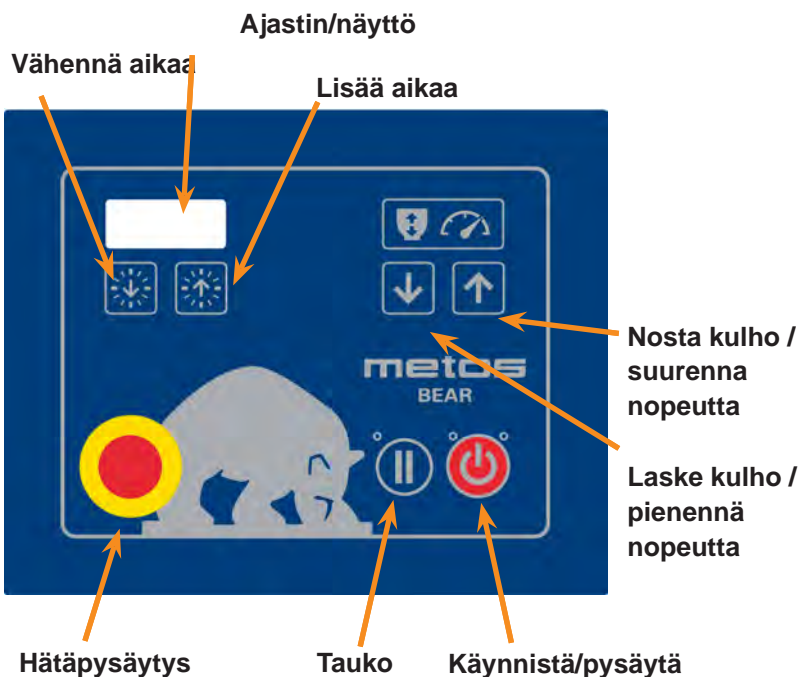 Ajastin/näyttö
Vähennä aikaa
Lisää aikaa
metos
BEAR
Nosta kulho /
suurenna
nopeutta
Laske kulho /
pienennä
nopeutta
Hätäpysäytys
Tauko
Käynnistä/pysäytä